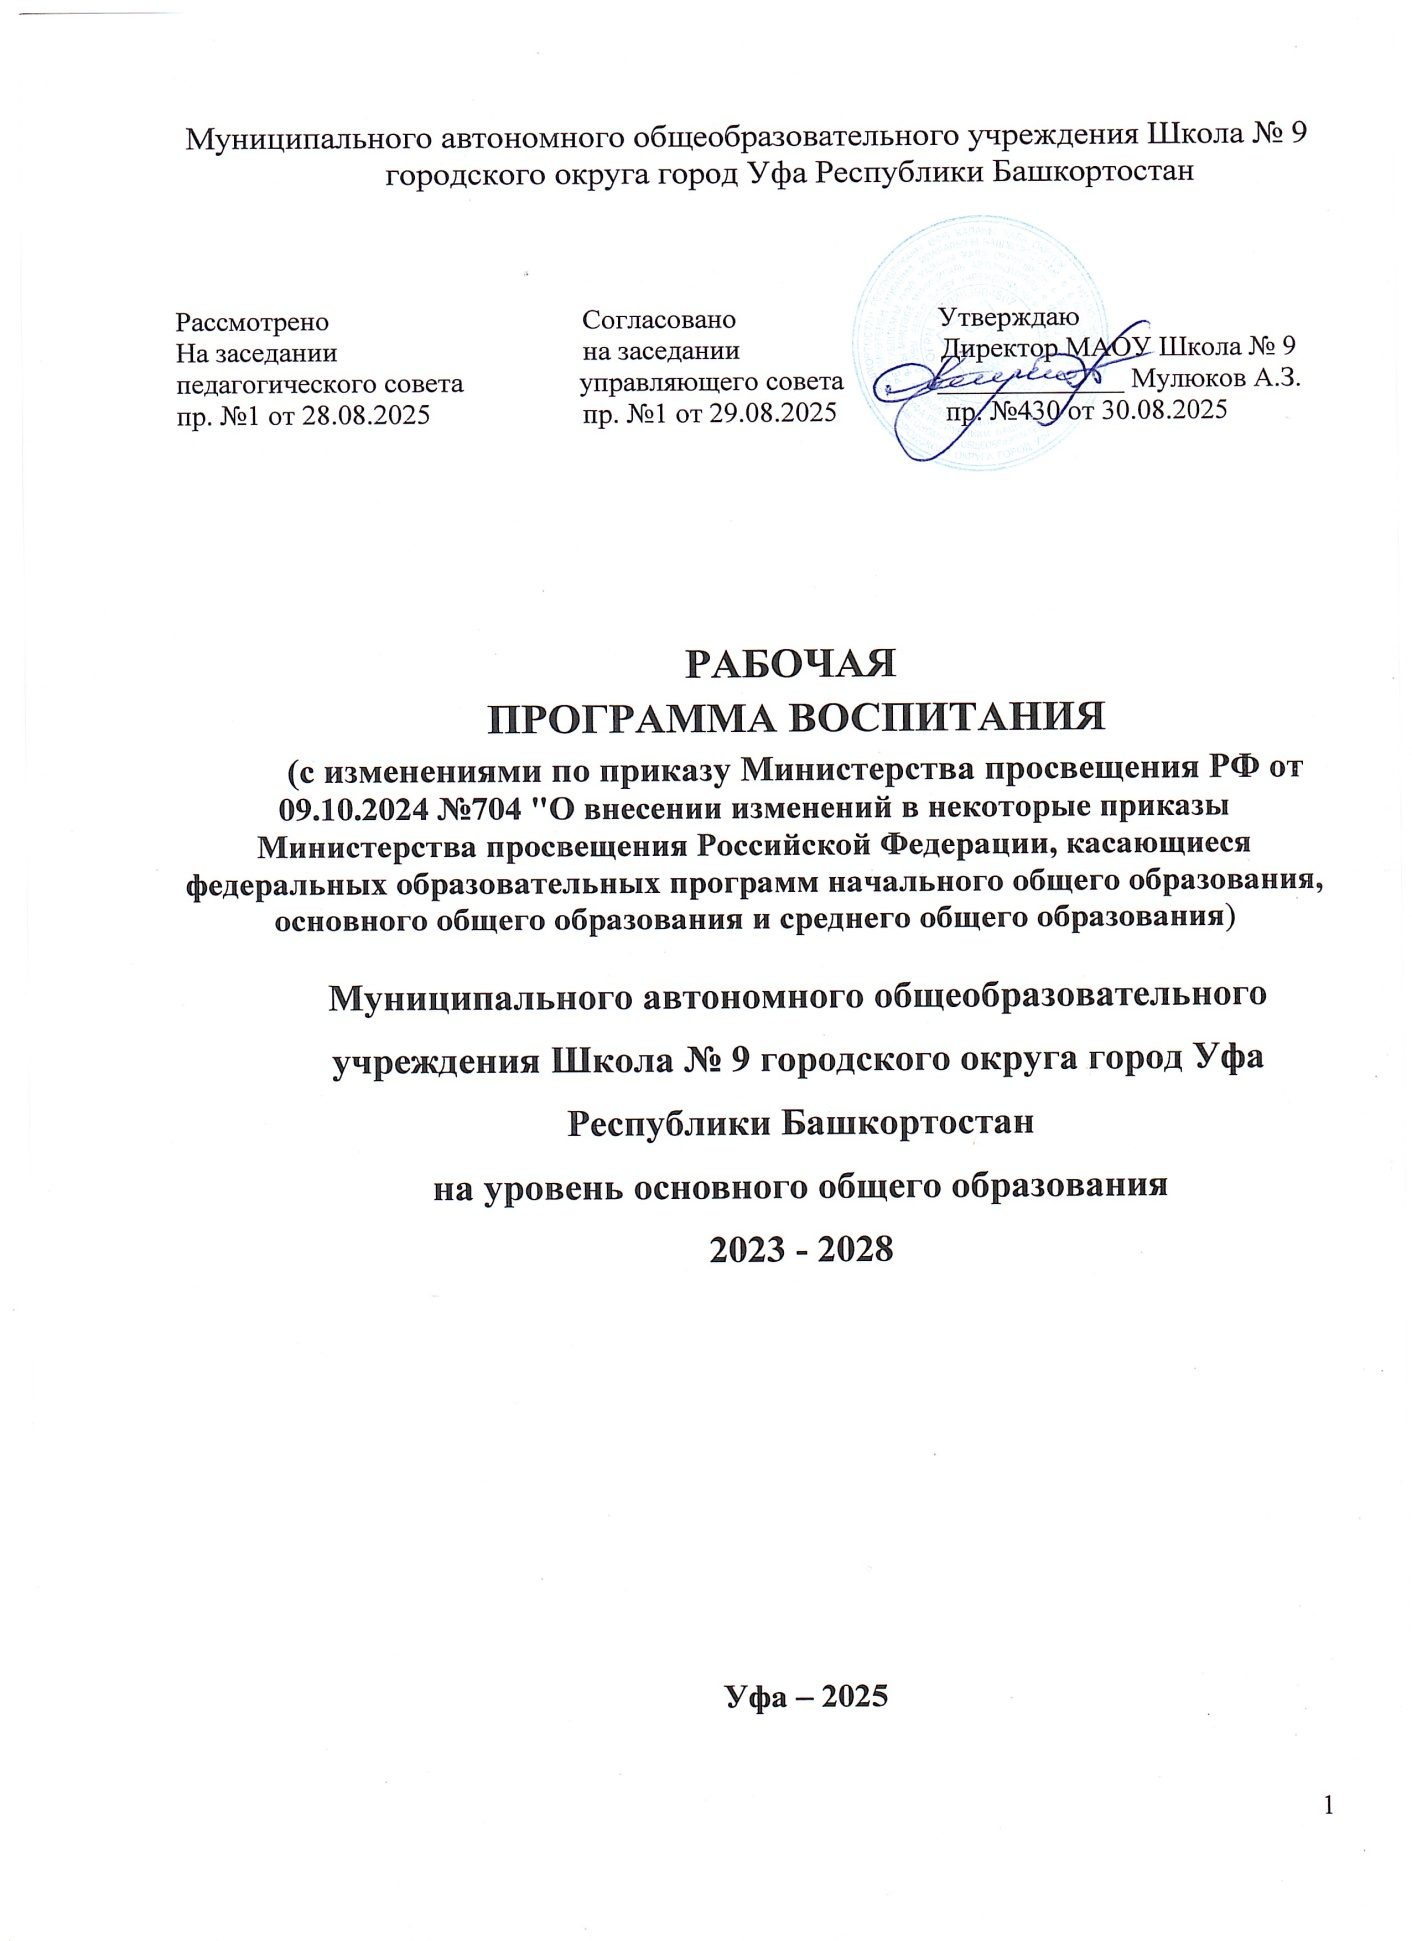 Муниципального автономного общеобразовательного учреждения Школа № 9
городского округа город Уфа Республики Башкортостан
Рассмотрено
На заседании
педагогического совета
пр. №1 от 28.08.2025
Согласовано
на заседании
управляющего совета
пр. №1 от 29.08.2025
Утверждаю
Директор МАОУ Школа № 9
Мулюков А.З.
пр. №430 от 30.08.2025
РАБОЧАЯ
ПРОГРАММА ВОСПИТАНИЯ
(с изменениями по приказу Министерства просвещения РФ от
09.10.2024 №704 "О внесении изменений в некоторые приказы
Министерства просвещения Российской Федерации, касающиеся
федеральных образовательных программ начального общего образования,
основного общего образования и среднего общего образования)
Муниципального автономного общеобразовательного
учреждения Школа № 9 городского округа город Уфа
Республики Башкортостан
на уровень основного общего образования
2023 - 2028
Уфа – 2025
1